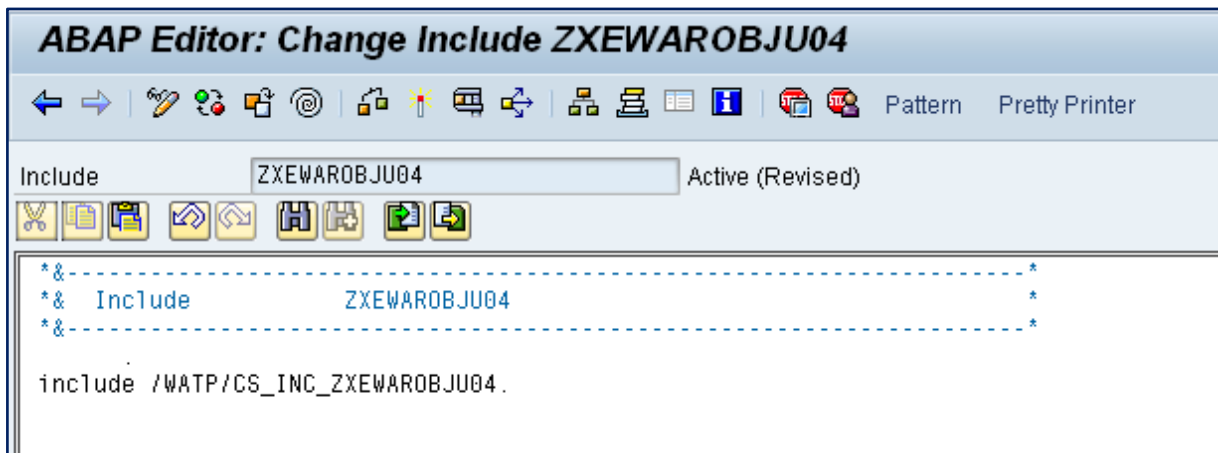 ABAP Editor: Change Include ZXEWAROBJU04
Pattern Pretty Printer
Include ZXEWAROBJU04 Active (Revised)
*&---------------------------------------------------------------------*
*& Include ZXEWAROBJU04 *
*&---------------------------------------------------------------------*
.
include /WATP/CS_INC_ZXEWAROBJU04.